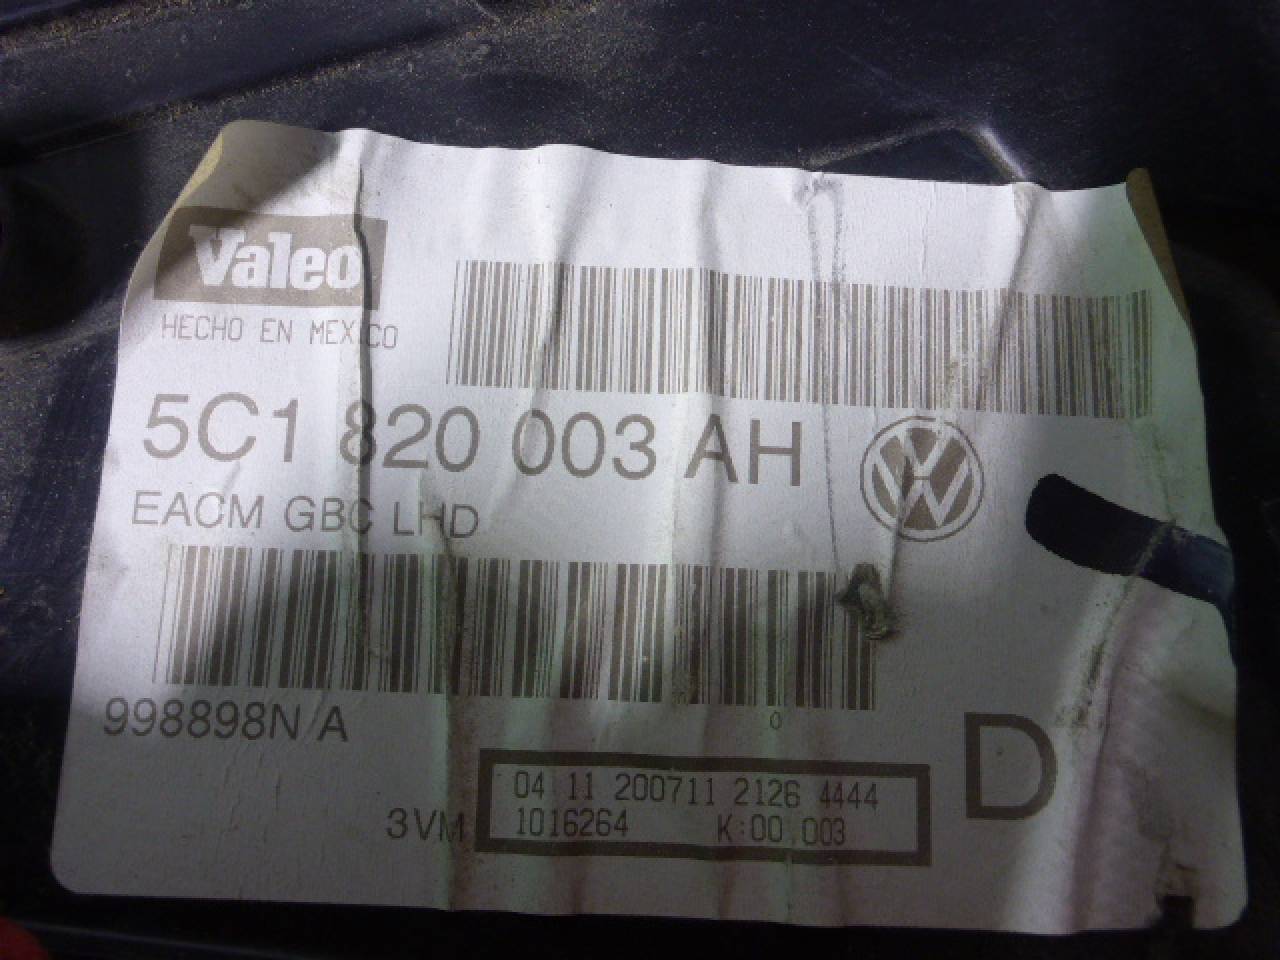 Valeo
HECHO EN MEXICO
5C1 820 003 AH
EACM GBC LHD
998898N/A
0
D
04 11 200711 2126 4444
3VM 1016264 K:00.003